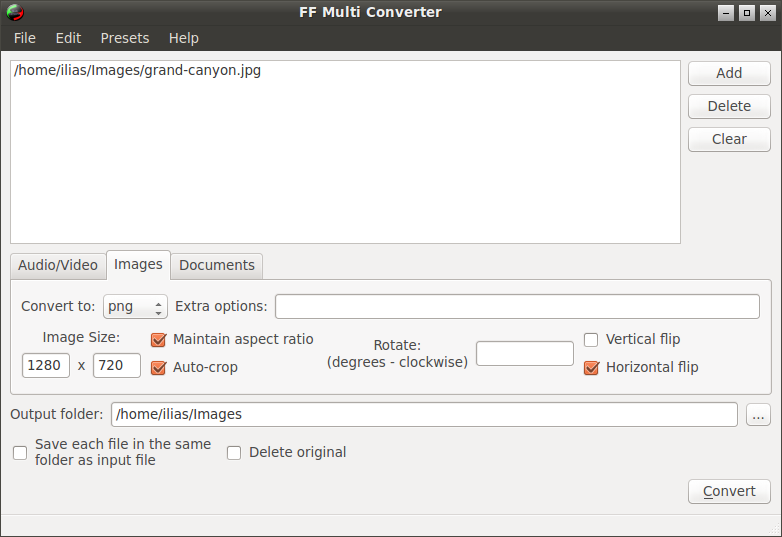 FF Multi Converter
File Edit Presets Help
/home/ilias/Images/grand-canyon.jpg
Add
Delete
Clear
Audio/Video Images Documents
Convert to: png Extra options:
Image Size:
1280 x 720
Maintain aspect ratio
Auto-crop
Rotate:
(degrees - clockwise)
Vertical flip
Horizontal flip
Output folder: /home/ilias/Images ...
Save each file in the same
folder as input file
Delete original
Convert